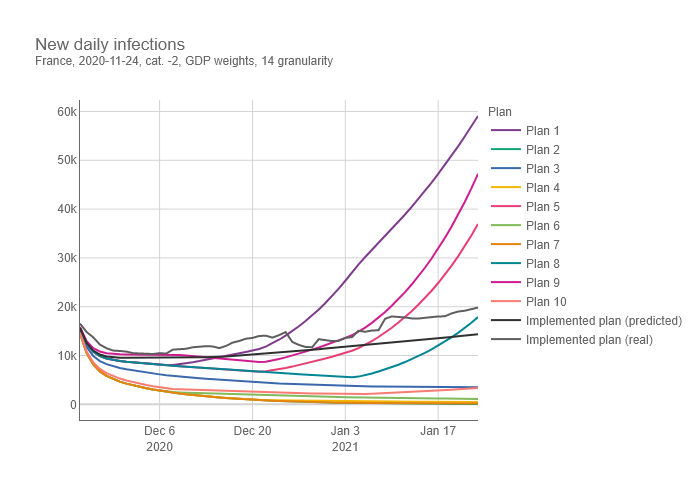 New daily infections
France, 2020-11-24, cat. -2, GDP weights, 14 granularity
60k
50k
40k
30k
20k
10k
0
Dec 6
2020
Dec 20
Jan 3
2021
Jan 17
Plan
Plan 1
Plan 2
Plan 3
Plan 4
Plan 5
Plan 6
Plan 7
Plan 8
Plan 9
Plan 10
Implemented plan (predicted)
Implemented plan (real)